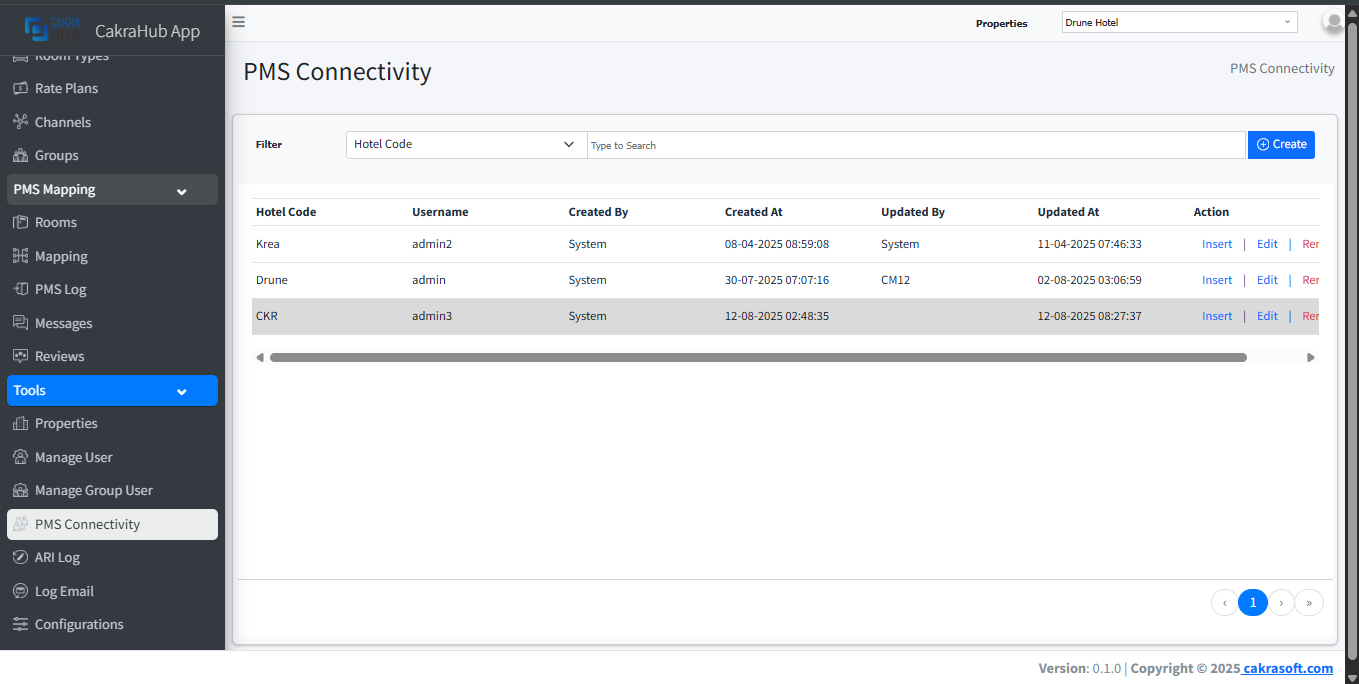 CAKRA HUB CakraHub App
Properties Drune Hotel
Room Types
Rate Plans
Channels
Groups
PMS Mapping
Rooms
Mapping
PMS Log
Messages
Reviews
Tools
Properties
Manage User
Manage Group User
PMS Connectivity
ARI Log
Log Email
Configurations
PMS Connectivity PMS Connectivity
Filter Hotel Code Type to Search Create
Hotel Code Username Created By Created At Updated By Updated At Action
Krea admin2 System 08-04-2025 08:59:08 System 11-04-2025 07:46:33 Insert | Edit | Rer
Drune admin System 30-07-2025 07:07:16 CM12 02-08-2025 03:06:59 Insert | Edit | Rer
CKR admin3 System 12-08-2025 02:48:35 12-08-2025 08:27:37 Insert | Edit | Rer
‹ 1 › »
Version: 0.1.0 | Copyright © 2025 cakrasoft.com